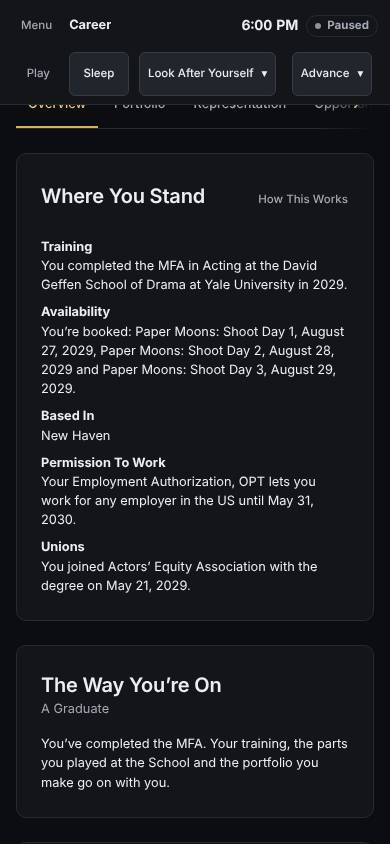 Menu Career 6:00 PM Paused
Play Sleep Look After Yourself ▾ Advance ▾
Overview Portfolio Representation
Where You Stand How This Works
Training
You completed the MFA in Acting at the David
Geffen School of Drama at Yale University in 2029.
Availability
You’re booked: Paper Moons: Shoot Day 1, August
27, 2029, Paper Moons: Shoot Day 2, August 28,
2029 and Paper Moons: Shoot Day 3, August 29,
2029.
Based In
New Haven
Permission To Work
Your Employment Authorization, OPT lets you
work for any employer in the US until May 31,
2030.
Unions
You joined Actors’ Equity Association with the
degree on May 21, 2029.
The Way You’re On
A Graduate
You’ve completed the MFA. Your training, the parts
you played at the School and the portfolio you
make go on with you.